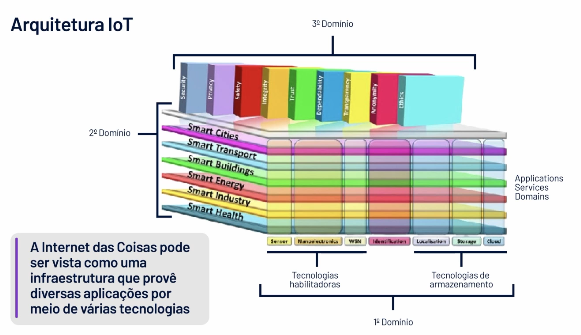 Arquitetura IoT
3º Domínio
Security
Privacy
Safety
Integrity
Trust
Dependability
Transparency
Anonymity
Ethics
2º Domínio
Smart Cities
Smart Transport
Smart Buildings
Smart Energy
Smart Industry
Smart Health
Applications
Services
Domains
Sensor
Nanoelectronics
WSN
Identification
Localisation
Storage
Cloud
A Internet das Coisas pode
ser vista como uma
infraestrutura que provê
diversas aplicações por
meio de várias tecnologias
Tecnologias
habilitadoras
Tecnologias de
armazenamento
1º Domínio